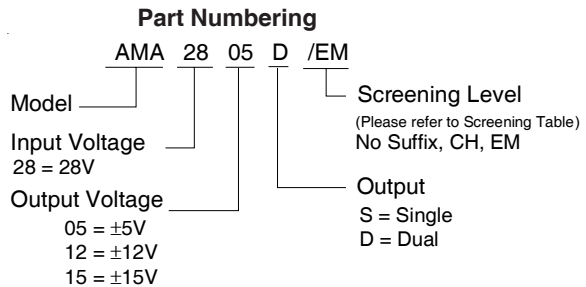 Part Numbering
AMA 28 05 D /EM
Model
Input Voltage
28 = 28V
Output Voltage
05 = ±5V
12 = ±12V
15 = ±15V
Screening Level
(Please refer to Screening Table)
No Suffix, CH, EM
Output
S = Single
D = Dual